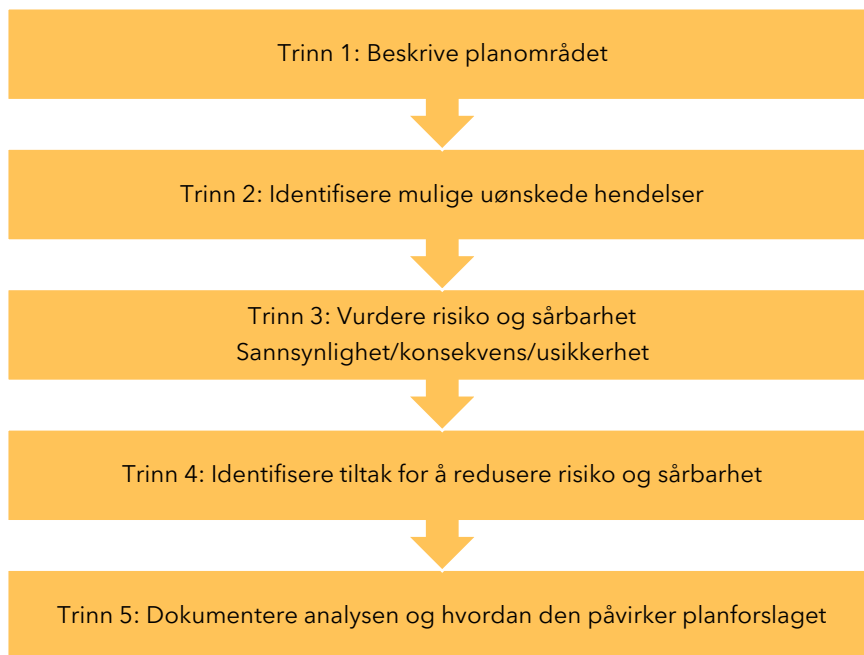 Trinn 1: Beskrive planområdet
Trinn 2: Identifisere mulige uønskede hendelser
Trinn 3: Vurdere risiko og sårbarhet
Sannsynlighet/konsekvens/usikkerhet
Trinn 4: Identifisere tiltak for å redusere risiko og sårbarhet
Trinn 5: Dokumentere analysen og hvordan den påvirker planforslaget